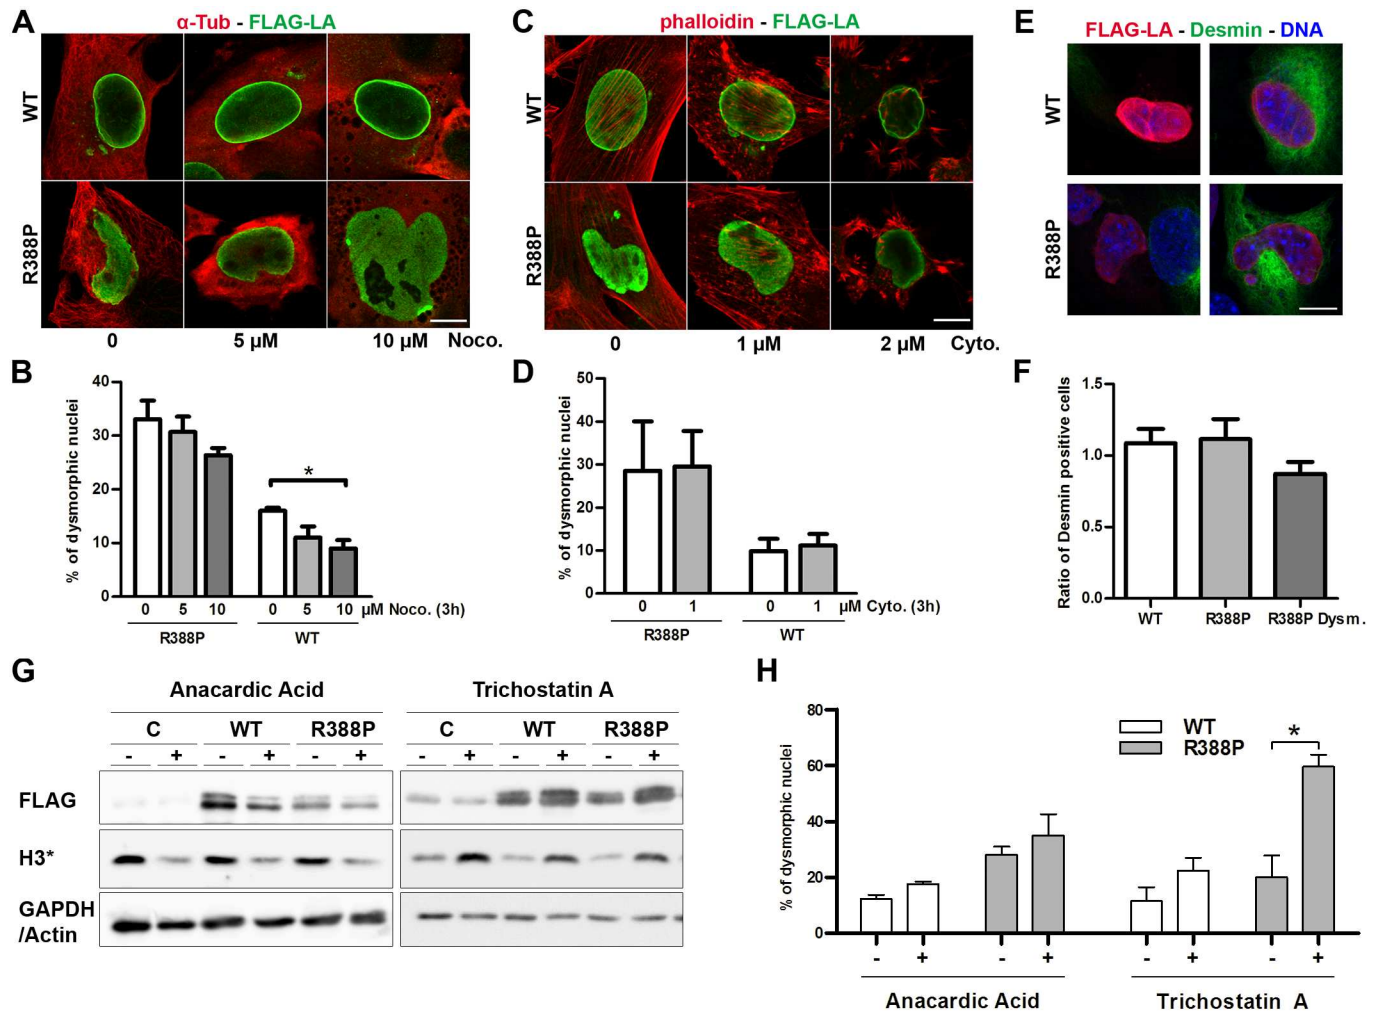 A
α-Tub - FLAG-LA
WT
R388P
0 5 µM 10 µM Noco.
C
phalloidin - FLAG-LA
WT
R388P
0 1 µM 2 µM Cyto.
E
FLAG-LA - Desmin - DNA
WT
R388P
B
% of dysmorphic nuclei
40
30
20
10
0
*
0 5 10 0 5 10 µM Noco. (3h)
R388P WT
D
% of dysmorphic nuclei
50
40
30
20
10
0
0 1 0 1 µM Cyto. (3h)
R388P WT
F
Ratio of Desmin positive cells
1.5
1.0
0.5
0.0
WT R388P R388P Dysm.
G
Anacardic Acid Trichostatin A
C WT R388P C WT R388P
- + - + - + - + - + - +
FLAG
H3*
GAPDH
/Actin
H
% of dysmorphic nuclei
80
60
40
20
0
WT
R388P
*
- + - + - + - +
Anacardic Acid Trichostatin A